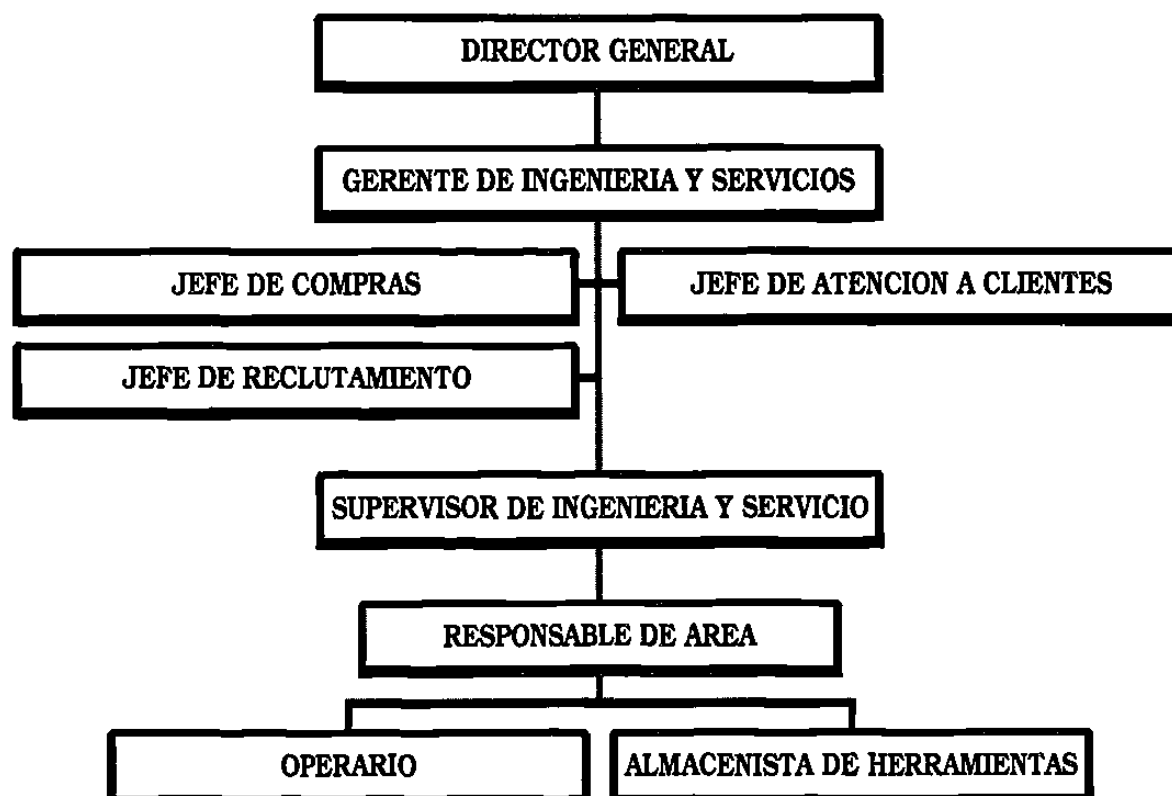 DIRECTOR GENERAL
GERENTE DE INGENIERIA Y SERVICIOS
JEFE DE COMPRAS
JEFE DE ATENCION A CLIENTES
JEFE DE RECLUTAMIENTO
SUPERVISOR DE INGENIERIA Y SERVICIO
RESPONSABLE DE AREA
OPERARIO
ALMACENISTA DE HERRAMIENTAS